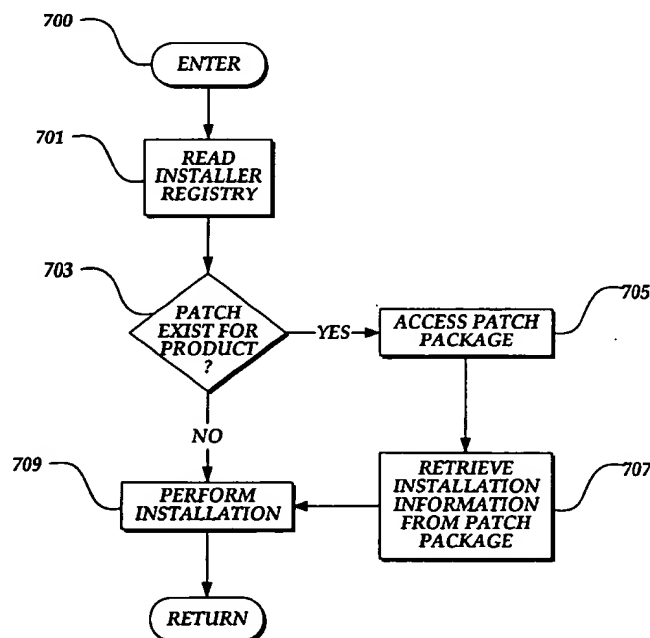 700
ENTER
701
READ
INSTALLER
REGISTRY
703
PATCH
EXIST FOR
PRODUCT
?
YES
705
ACCESS PATCH
PACKAGE
NO
709
PERFORM
INSTALLATION
RETRIEVE
INSTALLATION
INFORMATION
FROM PATCH
PACKAGE
707
RETURN